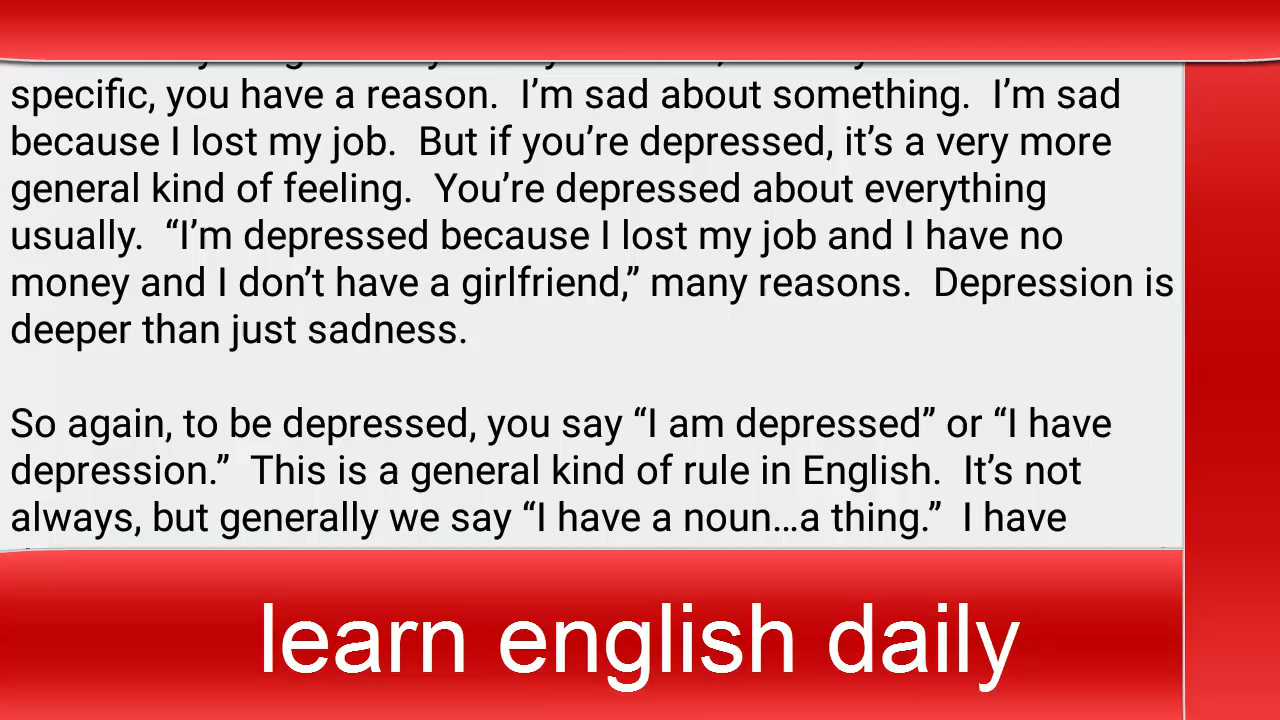 specific, you have a reason.  I’m sad about something.  I’m sad
because I lost my job.  But if you’re depressed, it’s a very more
general kind of feeling.  You’re depressed about everything
usually.  “I’m depressed because I lost my job and I have no
money and I don’t have a girlfriend,” many reasons.  Depression is
deeper than just sadness.
So again, to be depressed, you say “I am depressed” or “I have
depression.”  This is a general kind of rule in English.  It’s not
always, but generally we say “I have a noun…a thing.”  I have
learn english daily